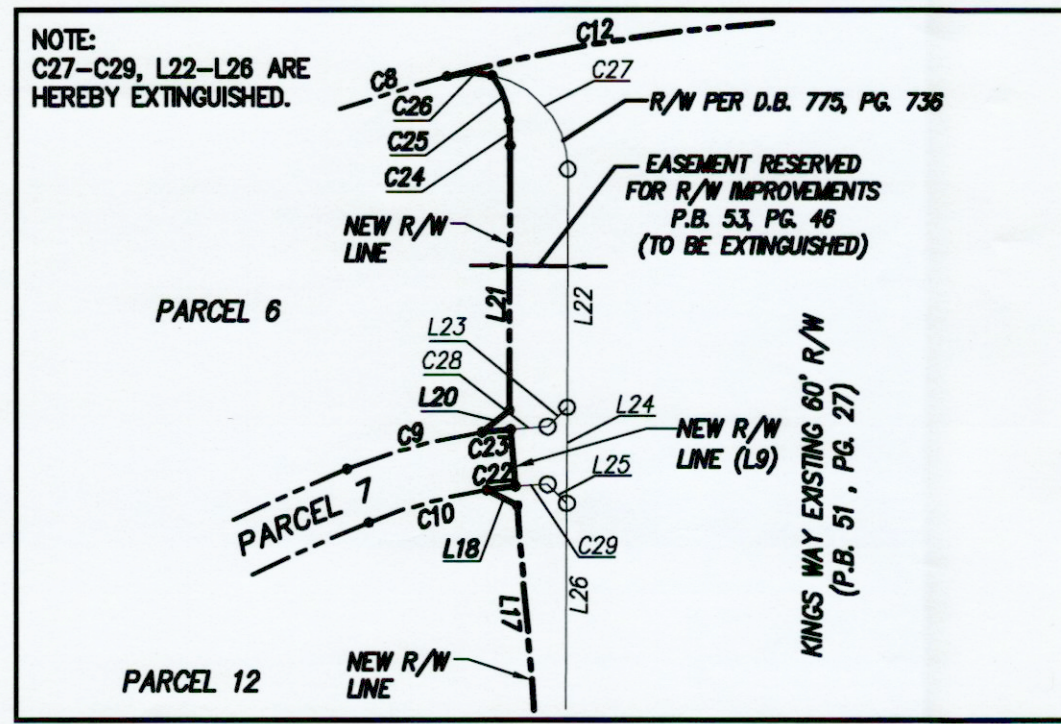 NOTE:
C27-C29, L22-L26 ARE
HEREBY EXTINGUISHED.
C12
C8
C27
C26
R/W PER D.B. 775, PG. 736
C25
EASEMENT RESERVED
FOR R/W IMPROVEMENTS
P.B. 53, PG. 46
(TO BE EXTINGUISHED)
C24
NEW R/W
LINE
PARCEL 6
L21
L22
L23
C28
L20
KINGS WAY EXISTING 60' R/W
(P.B. 51 , PG. 27)
L24
C9
C23
NEW R/W
LINE (L9)
C22
L25
PARCEL 7
C10
L18
C29
L26
L17
NEW R/W
LINE
PARCEL 12